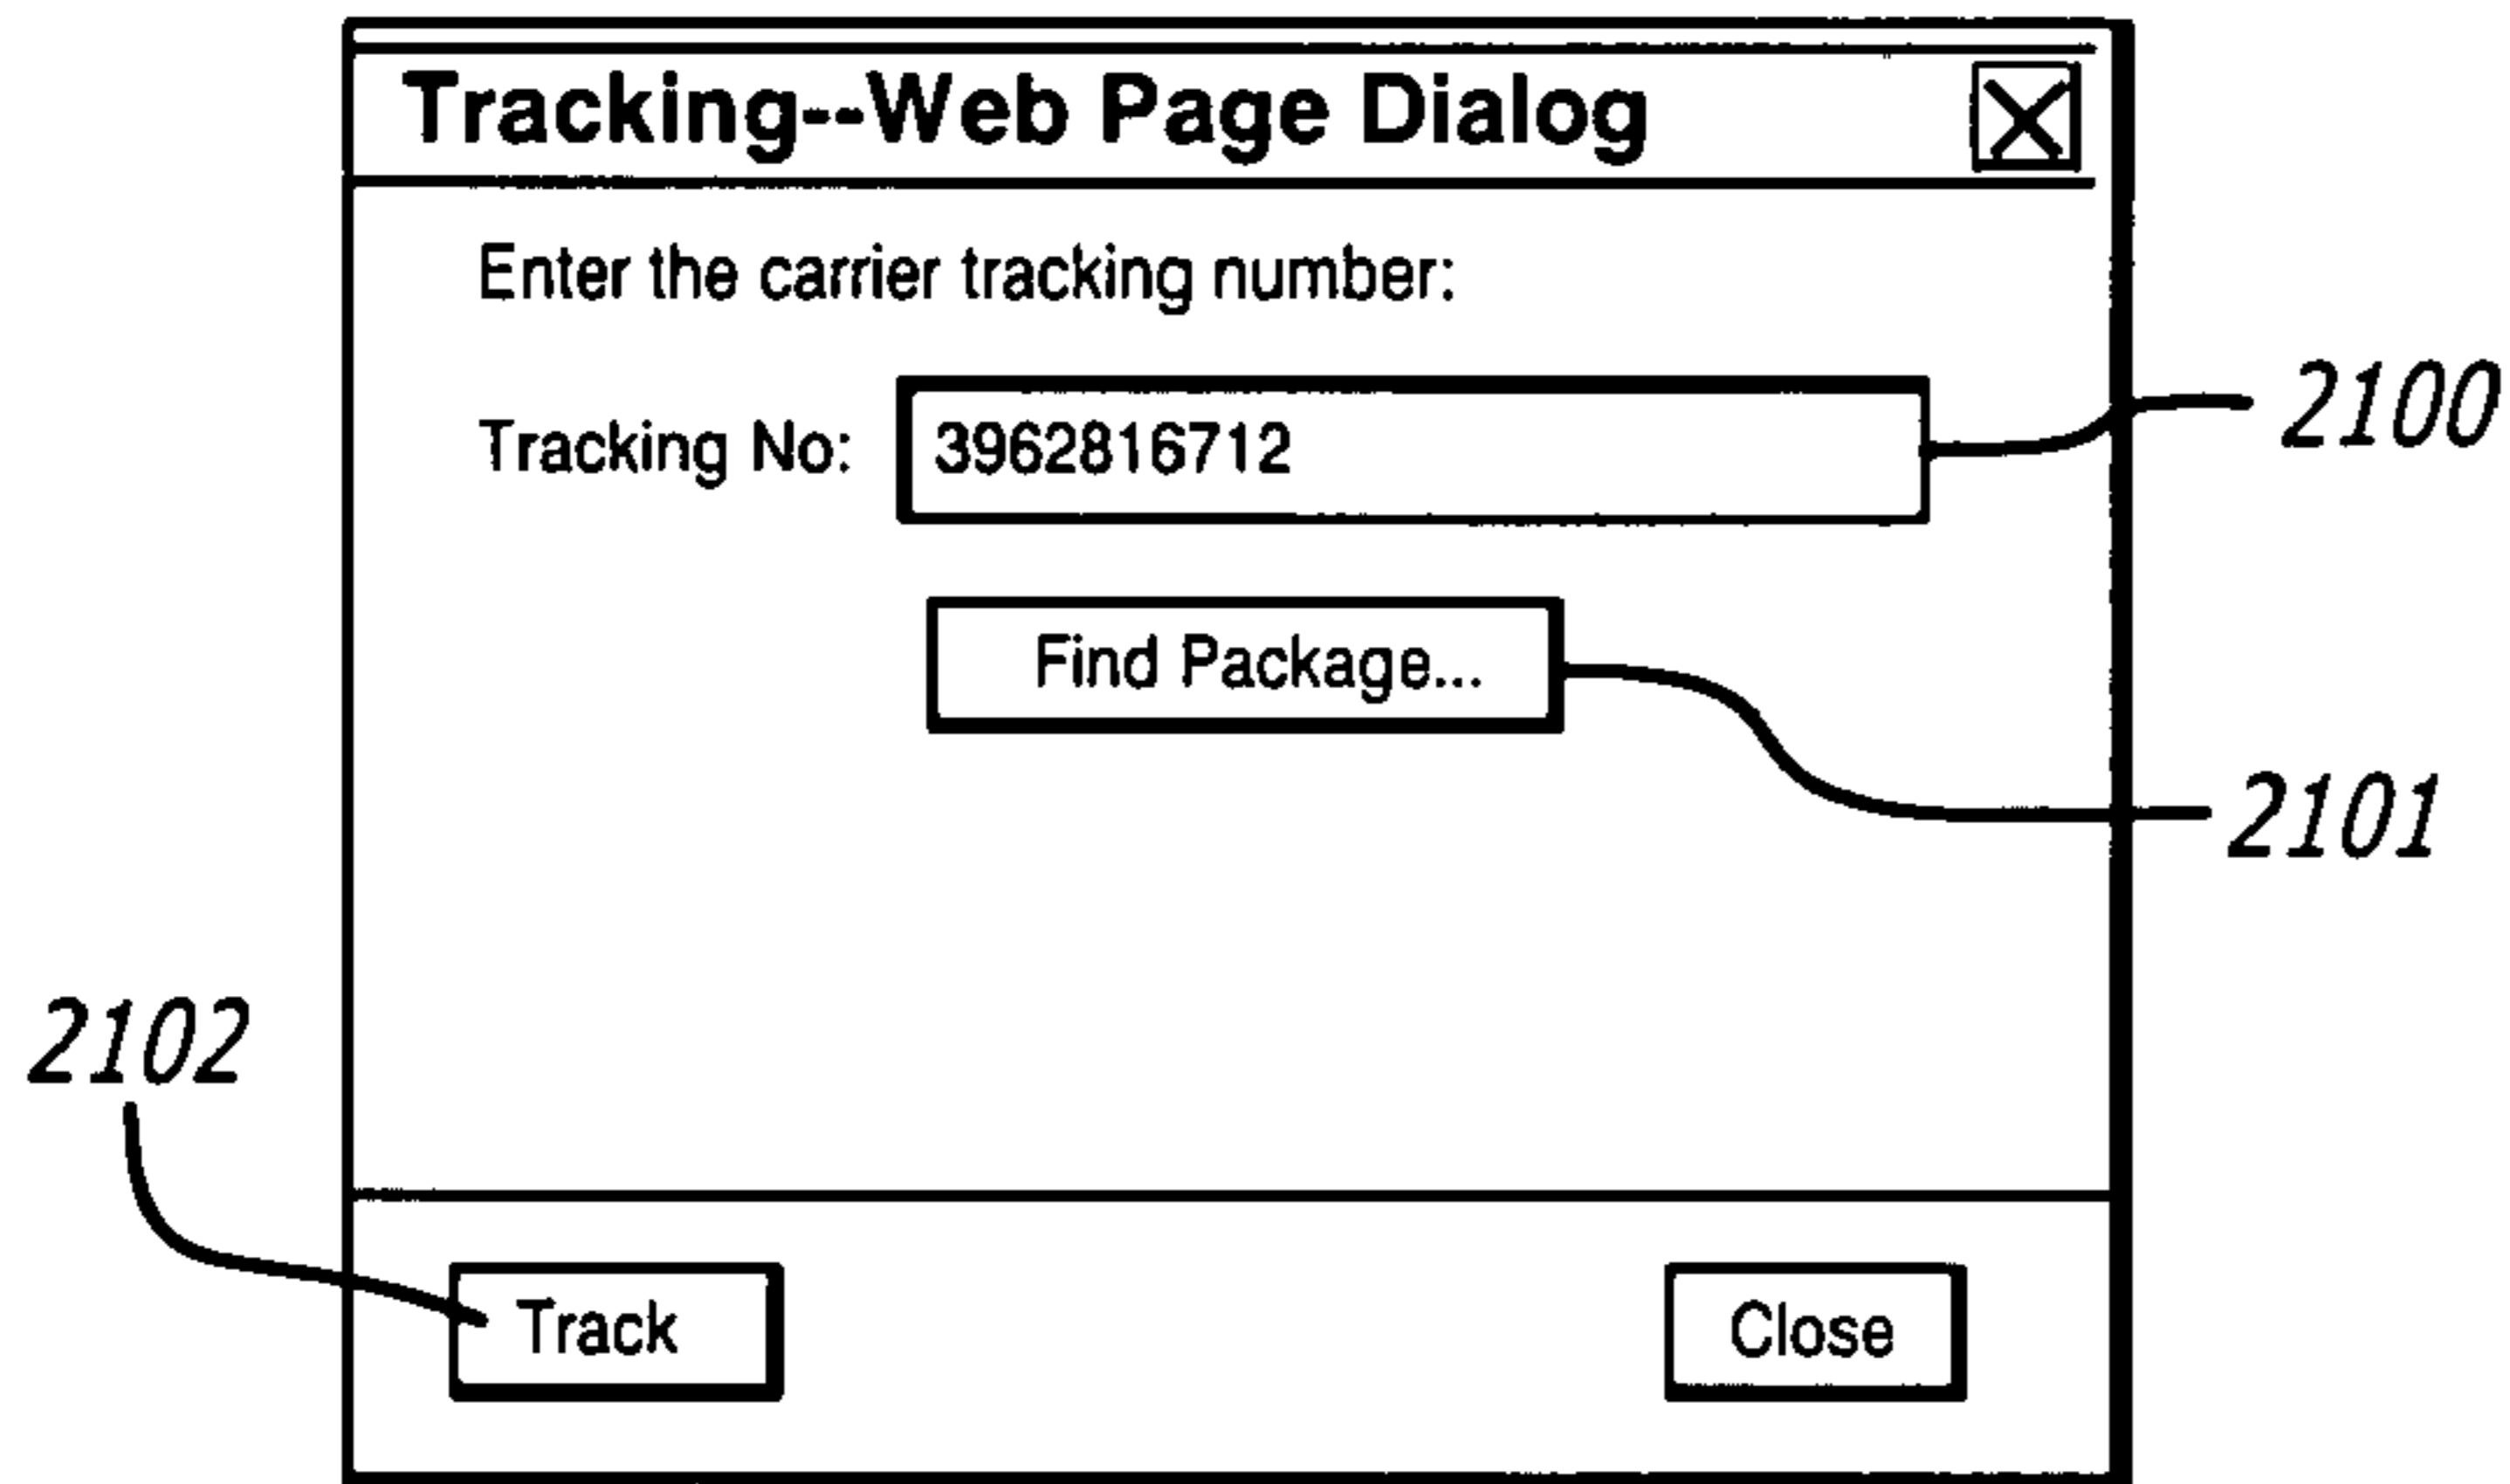 Tracking--Web Page Dialog
Enter the carrier tracking number:
Tracking No: 3962816712
2100
Find Package...
2101
2102
Track Close